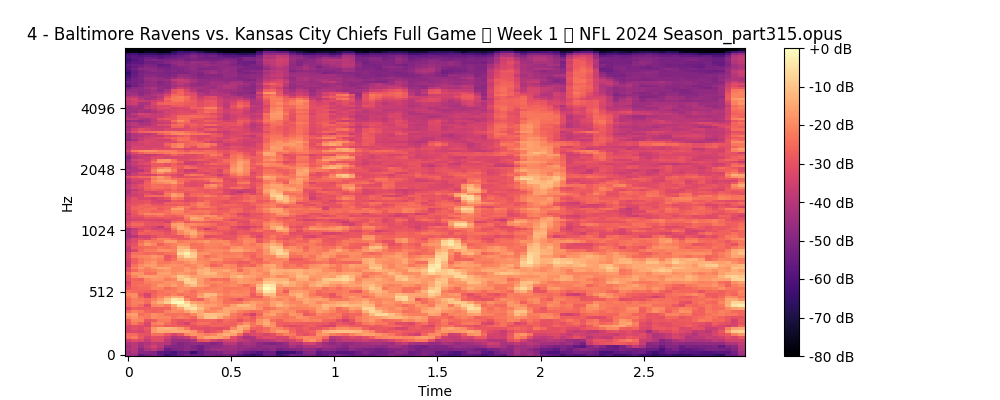 4 - Baltimore Ravens vs. Kansas City Chiefs Full Game ▯ Week 1 ▯ NFL 2024 Season_part315.opus
+0 dB
-10 dB
-20 dB
-30 dB
-40 dB
-50 dB
-60 dB
-70 dB
-80 dB
4096
2048
1024
512
0
Hz
0
0.5
1
1.5
2
2.5
Time